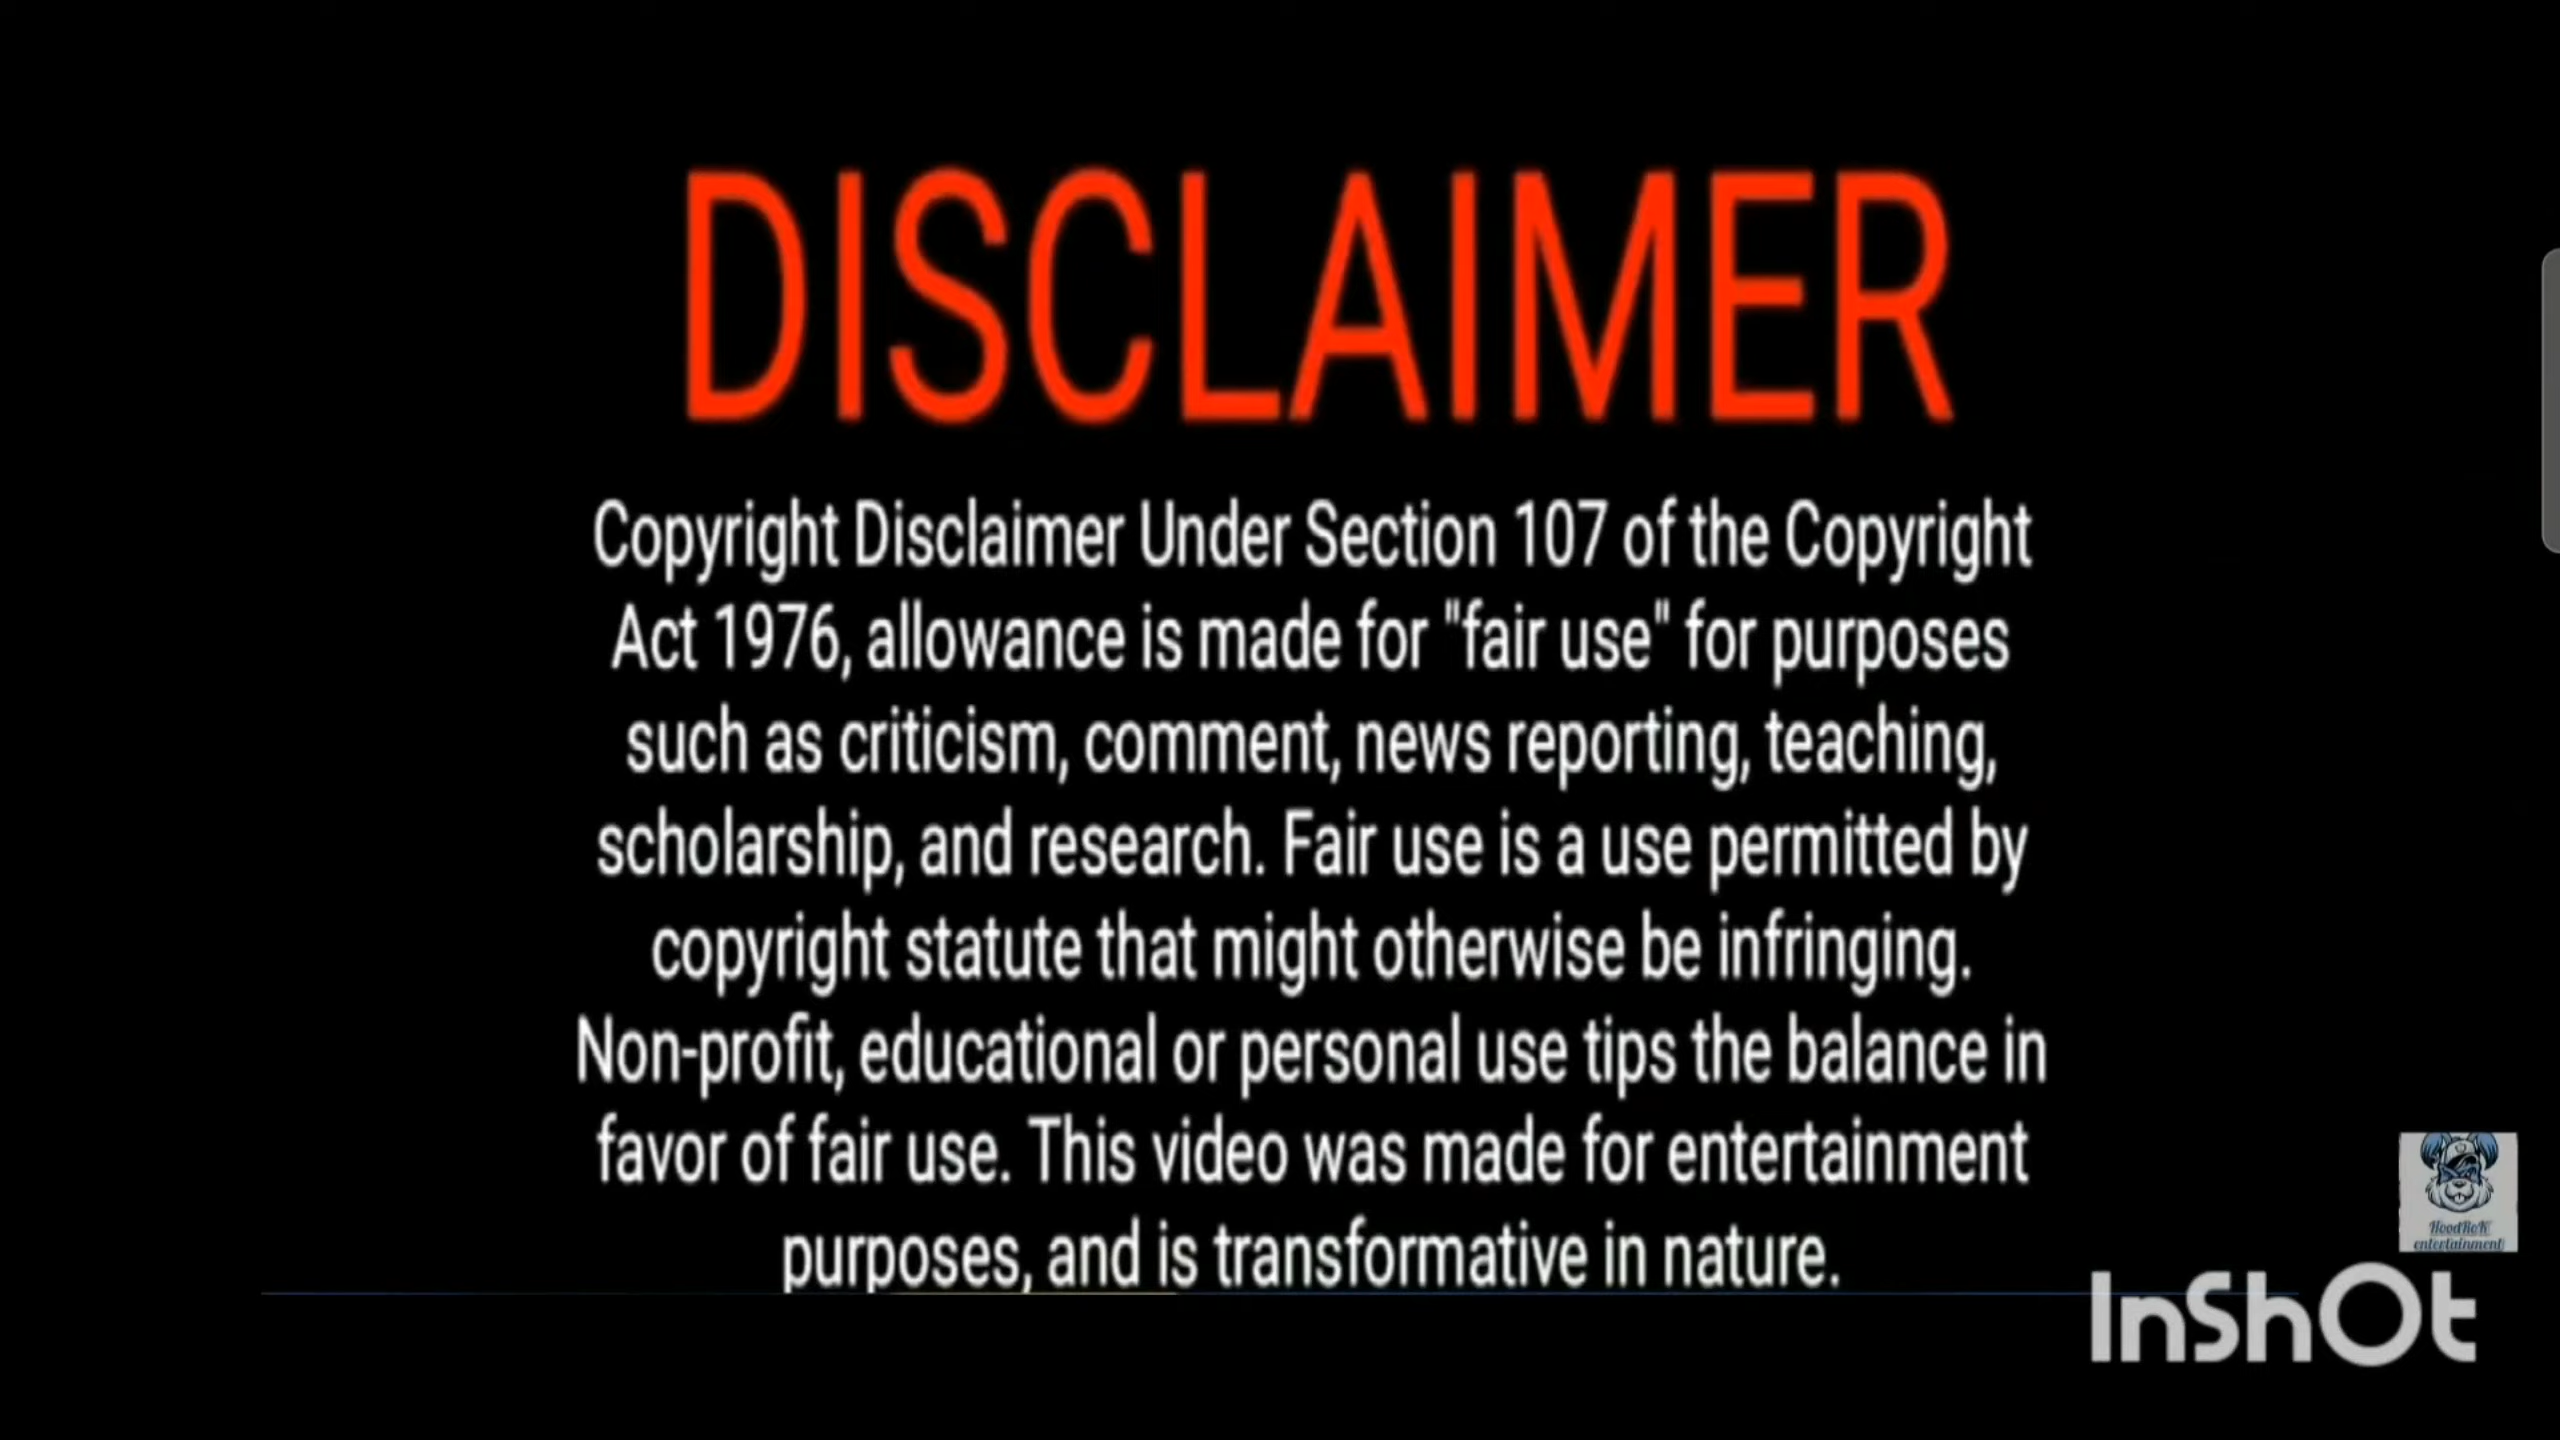 DISCLAIMER
Copyright Disclaimer Under Section 107 of the Copyright
Act 1976, allowance is made for "fair use" for purposes
such as criticism, comment, news reporting, teaching,
scholarship, and research. Fair use is a use permitted by
copyright statute that might otherwise be infringing.
Non-profit, educational or personal use tips the balance in
favor of fair use. This video was made for entertainment
purposes, and is transformative in nature.
HoodRoK
entertainment
InShOt